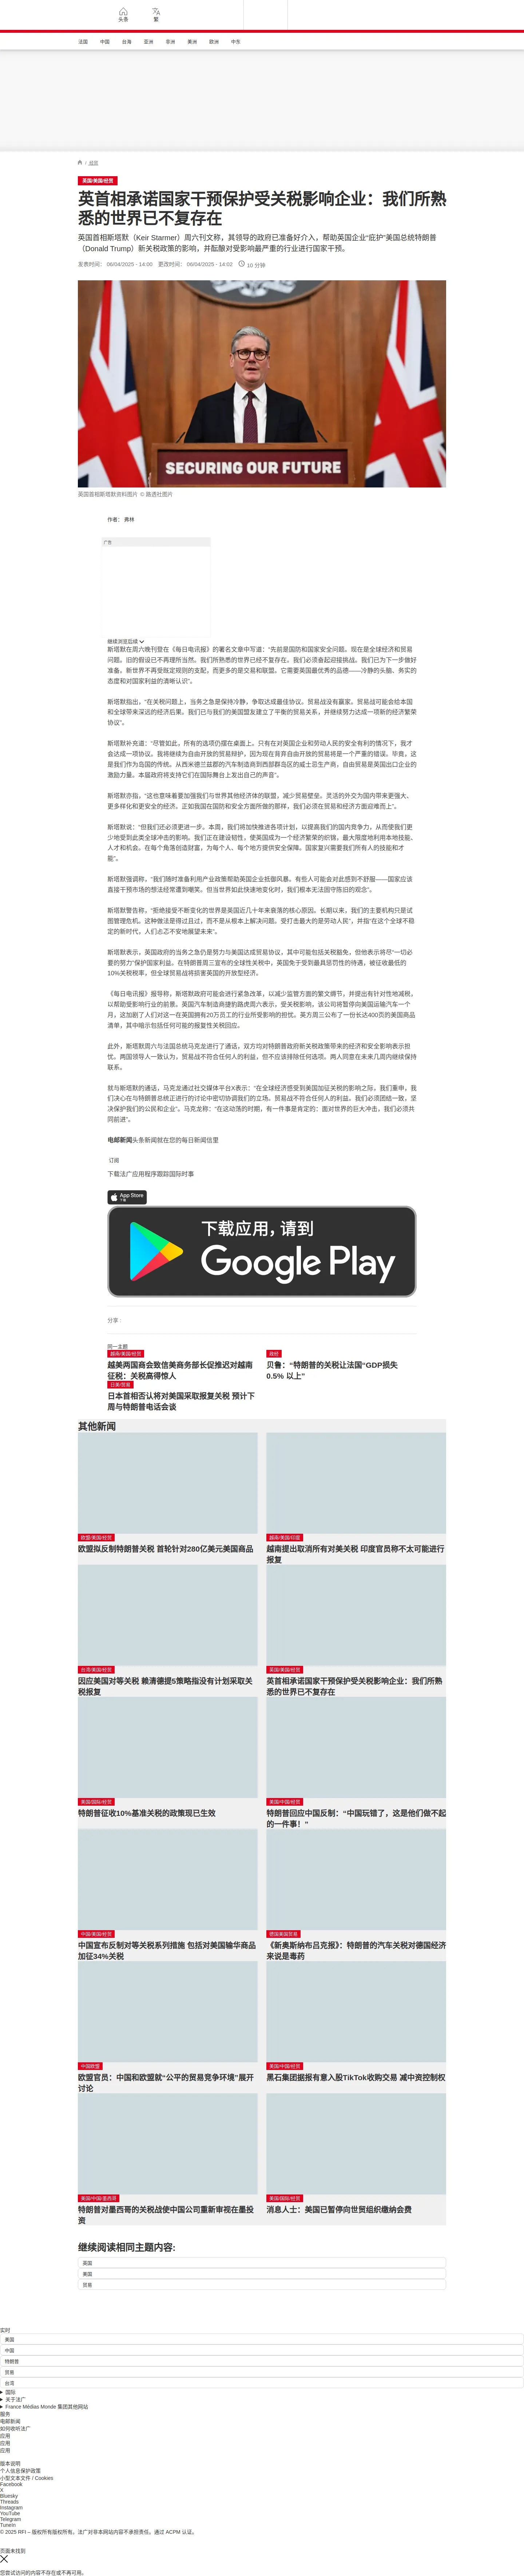 头条
繁
法国
中国
台海
亚洲
非洲
美洲
欧洲
中东
/ 经贸
英国/美国/经贸
英首相承诺国家干预保护受关税影响企业：我们所熟
悉的世界已不复存在
英国首相斯塔默（Keir Starmer）周六刊文称，其领导的政府已准备好介入，帮助英国企业“庇护”美国总统特朗普
（Donald Trump）新关税政策的影响，并酝酿对受影响最严重的行业进行国家干预。
发表时间： 06/04/2025 - 14:00 更改时间： 06/04/2025 - 14:02 10 分钟
SECURING OUR FUTURE
英国首相斯塔默资料图片 © 路透社图片
作者： 弗林
广告
继续浏览后续
斯塔默在周六晚刊登在《每日电讯报》的署名文章中写道：“先前是国防和国家安全问题。现在是全球经济和贸易
问题。旧的假设已不再理所当然。我们所熟悉的世界已经不复存在。我们必须奋起迎接挑战。我们已为下一步做好
准备。新世界不再受既定规则的支配，而更多的是交易和联盟。它需要英国最优秀的品德——冷静的头脑、务实的
态度和对国家利益的清晰认识”。
斯塔默指出，“在关税问题上，当务之急是保持冷静，争取达成最佳协议。贸易战没有赢家。贸易战可能会给本国
和全球带来深远的经济后果。我们已与我们的美国盟友建立了平衡的贸易关系，并继续努力达成一项新的经济繁荣
协议”。
斯塔默补充道：“尽管如此，所有的选项仍摆在桌面上。只有在对英国企业和劳动人民的安全有利的情况下，我才
会达成一项协议。我将继续为自由开放的贸易辩护，因为现在背弃自由开放的贸易将是一个严重的错误。毕竟，这
是我们作为岛国的传统。从西米德兰兹郡的汽车制造商到西部群岛区的威士忌生产商，自由贸易是英国出口企业的
激励力量。本届政府将支持它们在国际舞台上发出自己的声音”。
斯塔默亦指，“这也意味着要加强我们与世界其他经济体的联盟，减少贸易壁垒。灵活的外交为国内带来更强大、
更多样化和更安全的经济。正如我国在国防和安全方面所做的那样，我们必须在贸易和经济方面迎难而上”。
斯塔默说：“但我们还必须更进一步。本周，我们将加快推进各项计划，以提高我们的国内竞争力，从而使我们更
少地受到此类全球冲击的影响。我们正在建设韧性，使英国成为一个经济繁荣的织锦，最大限度地利用本地技能、
人才和机会。在每个角落创造财富，为每个人、每个地方提供安全保障。国家复兴需要我们所有人的技能和才
能”。
斯塔默强调称，“我们随时准备利用产业政策帮助英国企业抵御风暴。有些人可能会对此感到不舒服——国家应该
直接干预市场的想法经常遭到嘲笑。但当世界如此快速地变化时，我们根本无法固守陈旧的观念”。
斯塔默警告称，“拒绝接受不断变化的世界是英国近几十年来衰落的核心原因。长期以来，我们的主要机构只是试
图管理危机。这种做法是得过且过，而不是从根本上解决问题。受打击最大的是劳动人民”，并指“在这个全球不稳
定的新时代，人们忐忑不安地展望未来”。
斯塔默表示，英国政府的当务之急仍是努力与美国达成贸易协议，其中可能包括关税豁免，但他表示将尽“一切必
要的努力”保护国家利益。在特朗普周三宣布的全球性关税中，英国免于受到最具惩罚性的待遇，被征收最低的
10%关税税率，但全球贸易战将损害英国的开放型经济。
《每日电讯报》报导称，斯塔默政府可能会进行紧急改革，以减少监管方面的繁文缛节，并提出有针对性地减税，
以帮助受影响行业的前景。英国汽车制造商捷豹路虎周六表示，受关税影响，该公司将暂停向美国运输汽车一个
月，这加剧了人们对这一在英国拥有20万员工的行业所受影响的担忧。英方周三公布了一份长达400页的美国商品
清单，其中暗示包括任何可能的报复性关税回应。
此外，斯塔默周六与法国总统马克龙进行了通话，双方均对特朗普政府新关税政策带来的经济和安全影响表示担
忧。两国领导人一致认为，贸易战不符合任何人的利益，但不应该排除任何选项。两人同意在未来几周内继续保持
联系。
就与斯塔默的通话，马克龙通过社交媒体平台X表示：“在全球经济感受到美国加征关税的影响之际，我们重申，我
们决心在与特朗普总统正进行的讨论中密切协调我们的立场。贸易战不符合任何人的利益。我们必须团结一致，坚
决保护我们的公民和企业”。马克龙称：“在这动荡的时期，有一件事是肯定的：面对世界的巨大冲击，我们必须共
同前进”。
电邮新闻头条新闻就在您的每日新闻信里
订阅
下载法广应用程序跟踪国际时事
App Store
下载应用，请到
Google Play
分享 :
同一主题
越南/美国/经贸
越美两国商会致信美商务部长促推迟对越南
征税：关税高得惊人
商经
贝鲁：“特朗普的关税让法国“GDP损失
0.5% 以上”
日美/贸易
日本首相否认将对美国采取报复关税 预计下
周与特朗普电话会谈
其他新闻
欧盟/美国/经贸
欧盟拟反制特朗普关税 首轮针对280亿美元美国商品
越南/美国/印度
越南提出取消所有对美关税 印度官员称不太可能进行
报复
台湾/美国/经贸
因应美国对等关税 赖清德提5策略指没有计划采取关
税报复
英国/美国/经贸
英首相承诺国家干预保护受关税影响企业：我们所熟
悉的世界已不复存在
美国/国际/经贸
特朗普征收10%基准关税的政策现已生效
美国/中国/经贸
特朗普回应中国反制：“中国玩错了，这是他们做不起
的一件事！”
中国/美国/经贸
中国宣布反制对等关税系列措施 包括对美国输华商品
加征34%关税
德国美国贸易
《新奥斯纳布吕克报》：特朗普的汽车关税对德国经济
来说是毒药
中国欧盟
欧盟官员：中国和欧盟就“公平的贸易竞争环境”展开
讨论
美国/中国/经贸
黑石集团据报有意入股TikTok收购交易 减中资控制权
美国/中国/墨西哥
特朗普对墨西哥的关税战使中国公司重新审视在墨投
资
美国/国际/经贸
消息人士：美国已暂停向世贸组织缴纳会费
继续阅读相同主题内容:
英国
美国
贸易
实时
美国
中国
特朗普
贸易
台湾
国际
关于法广
France Médias Monde 集团其他网站
服务
电邮新闻
如何收听法广
应用
应用
应用
版本说明
个人信息保护政策
小型文本文件 / Cookies
Facebook
X
Bluesky
Threads
Instagram
YouTube
Telegram
TuneIn
© 2025 RFI – 版权所有版权所有。法广对非本网站内容不承担责任。通过 ACPM 认证。
页面未找到
您尝试访问的内容不存在或不再可用。